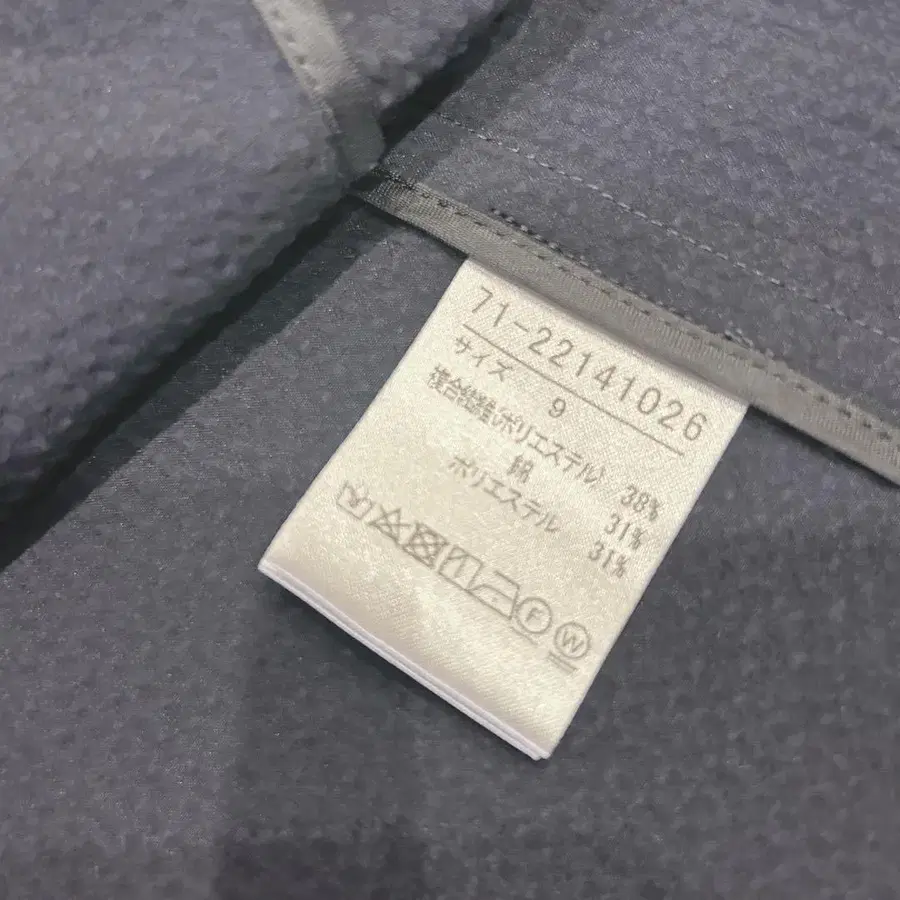 71-22141026
サイズ 9
複合繊維(ポリエステル) 38%
綿 31%
ポリエステル 31%
F W